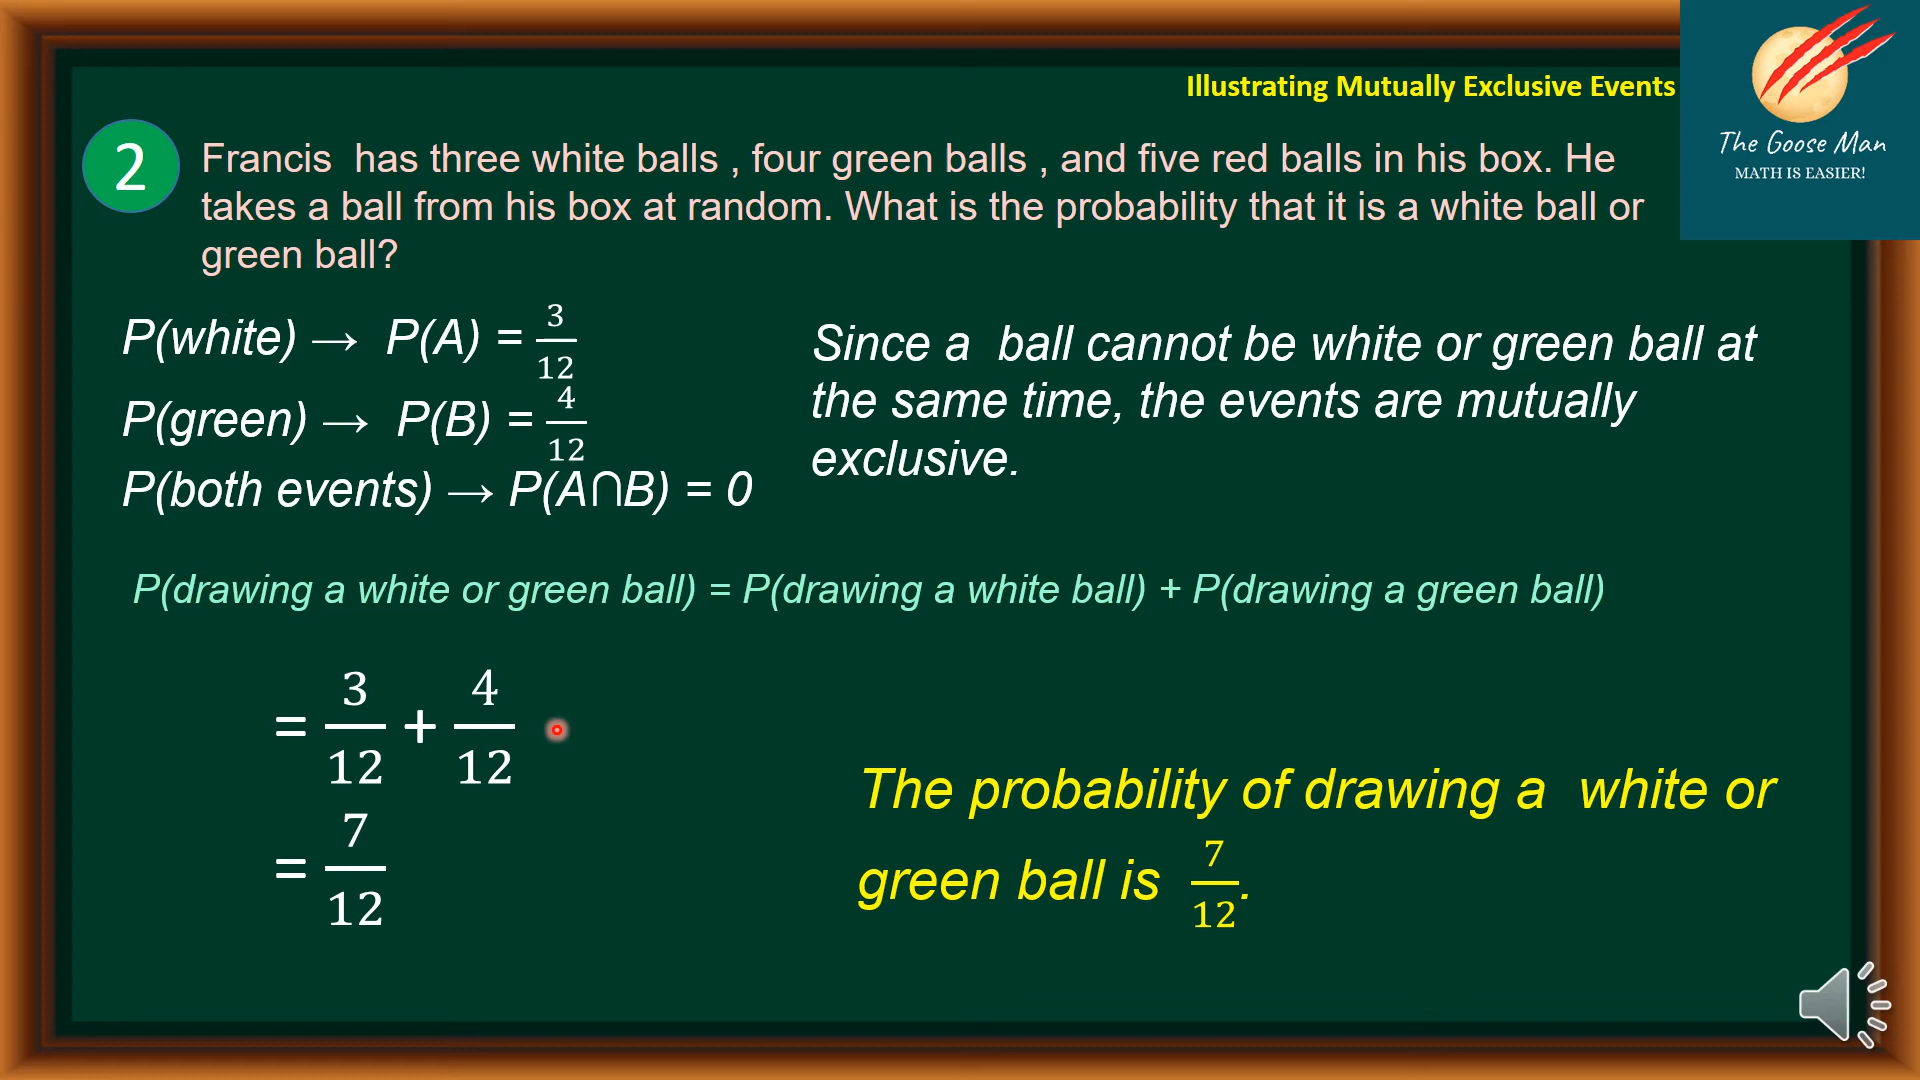 Illustrating Mutually Exclusive Events
The Goose Man
MATH IS EASIER!
2
Francis has three white balls , four green balls , and five red balls in his box. He
takes a ball from his box at random. What is the probability that it is a white ball or
green ball?
P(white) → P(A) = 3/12
P(green) → P(B) = 4/12
P(both events) → P(A∩B) = 0
Since a ball cannot be white or green ball at
the same time, the events are mutually
exclusive.
P(drawing a white or green ball) = P(drawing a white ball) + P(drawing a green ball)
= 3/12 + 4/12
= 7/12
The probability of drawing a white or
green ball is 7/12.